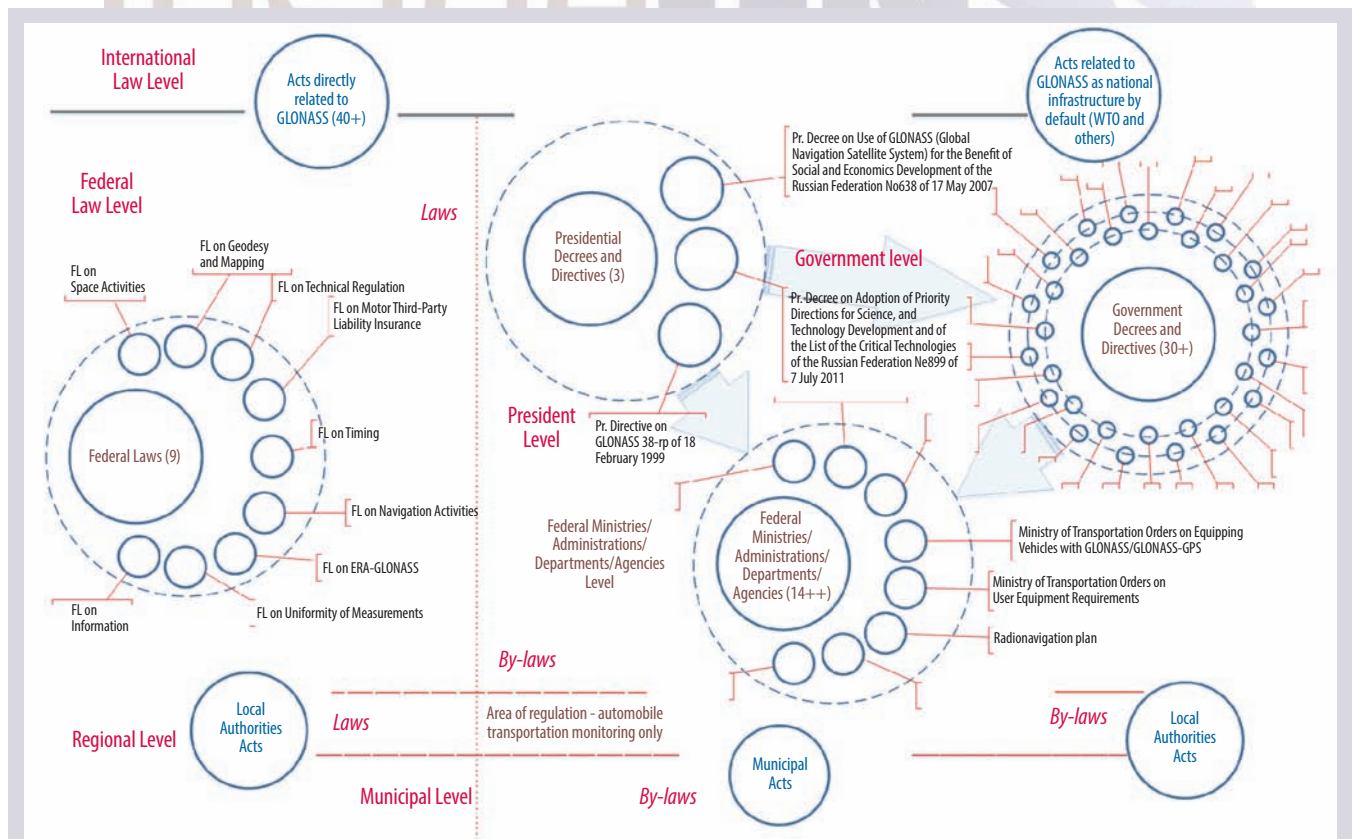 International
Law Level
Acts directly
related to
GLONASS (40+)
Acts related to
GLONASS as national
infrastructure by
default (WTO and
others)
Federal
Law Level
Laws
Pr. Decree on Use of GLONASS (Global
Navigation Satellite System) for the Benefit of
Social and Economics Development of the
Russian Federation No638 of 17 May 2007
Presidential
Decrees and
Directives (3)
Government level
Pr. Decree on Adoption of Priority
Directions for Science, and
Technology Development and of
the List of the Critical Technologies
of the Russian Federation №899 of
7 July 2011
Government
Decrees and
Directives (30+)
FL on
Space Activities
FL on Geodesy
and Mapping
FL on Technical Regulation
FL on Motor Third-Party
Liability Insurance
Federal Laws (9)
FL on Timing
FL on Navigation Activities
FL on ERA-GLONASS
FL on Uniformity of Measurements
FL on
Information
President
Level
Pr. Directive on
GLONASS 38-rp of 18
February 1999
Federal Ministries/
Administrations/
Departments/Agencies
Level
Federal
Ministries/
Administrations/
Departments/
Agencies (14++)
Ministry of Transportation Orders on Equipping
Vehicles with GLONASS/GLONASS-GPS
Ministry of Transportation Orders on
User Equipment Requirements
Radionavigation plan
By-laws
Regional Level
Local
Authorities
Acts
Laws
Area of regulation - automobile
transportation monitoring only
By-laws
Local
Authorities
Acts
Municipal Level
By-laws
Municipal
Acts